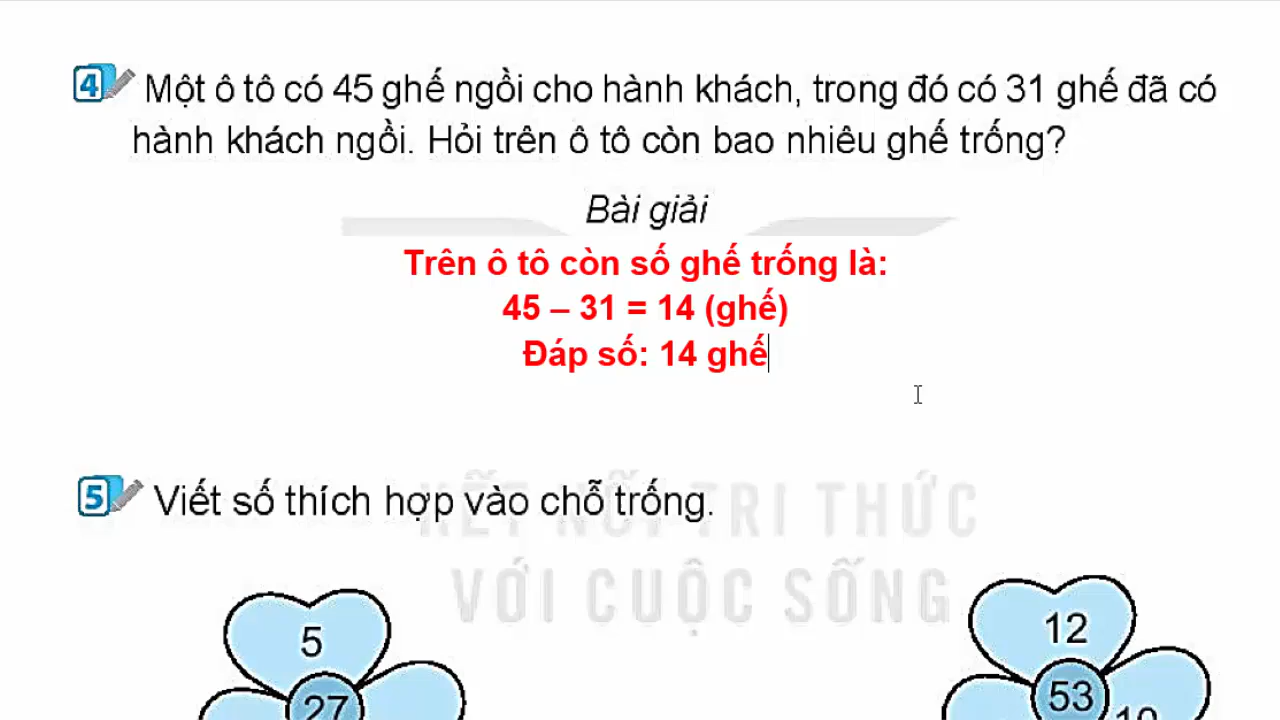 4 Một ô tô có 45 ghế ngồi cho hành khách, trong đó có 31 ghế đã có
hành khách ngồi. Hỏi trên ô tô còn bao nhiêu ghế trống?
Bài giải
Trên ô tô còn số ghế trống là:
45 – 31 = 14 (ghế)
Đáp số: 14 ghế
5 Viết số thích hợp vào chỗ trống.
KẾT NỐI TRI THỨC
VỚI CUỘC SỐNG
5
12
27
53
10